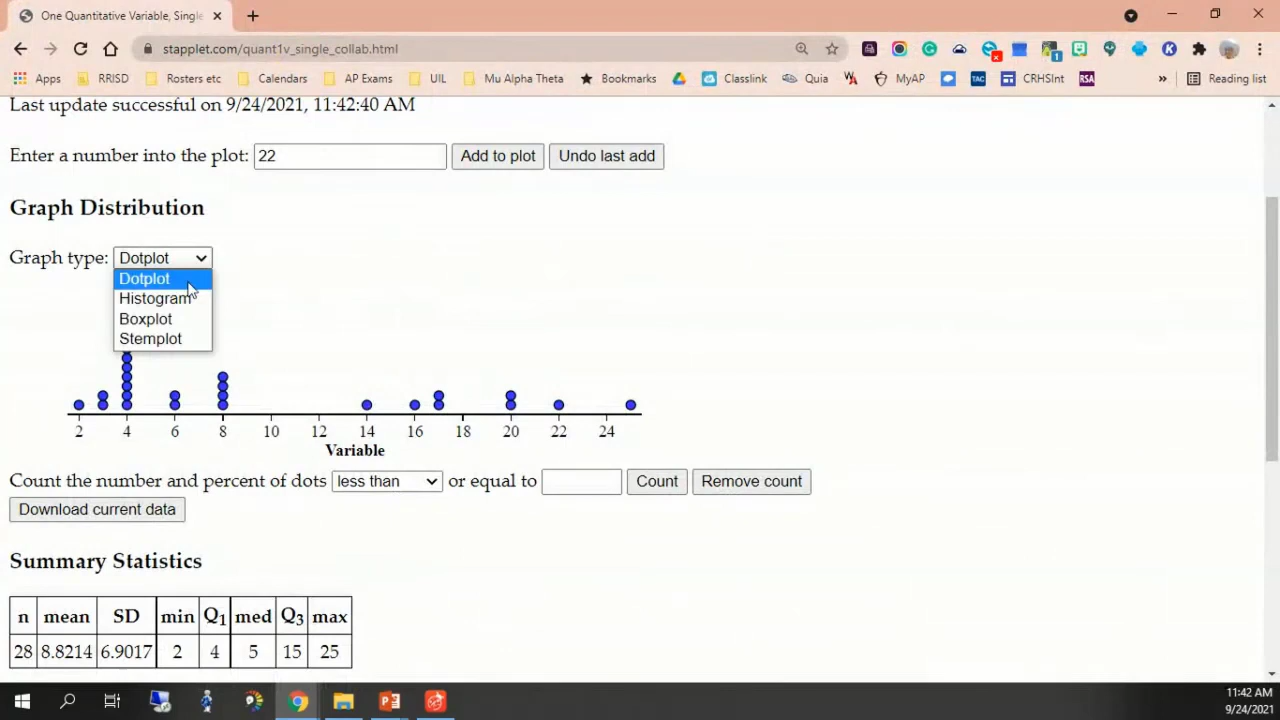 One Quantitative Variable, Single
stapplet.com/quant1v_single_collab.html
Apps RRISD Rosters etc Calendars AP Exams UIL Mu Alpha Theta Bookmarks Classlink Quia MyAP TAC CRHSInt RSA » Reading list
Last update successful on 9/24/2021, 11:42:40 AM
Enter a number into the plot: 22 Add to plot Undo last add
Graph Distribution
Graph type: Dotplot
Dotplot
Histogram
Boxplot
Stemplot
2 4 6 8 10 12 14 16 18 20 22 24
Variable
Count the number and percent of dots less than or equal to Count Remove count
Download current data
Summary Statistics
n mean SD min Q1 med Q3 max
28 8.8214 6.9017 2 4 5 15 25
11:42 AM
9/24/2021